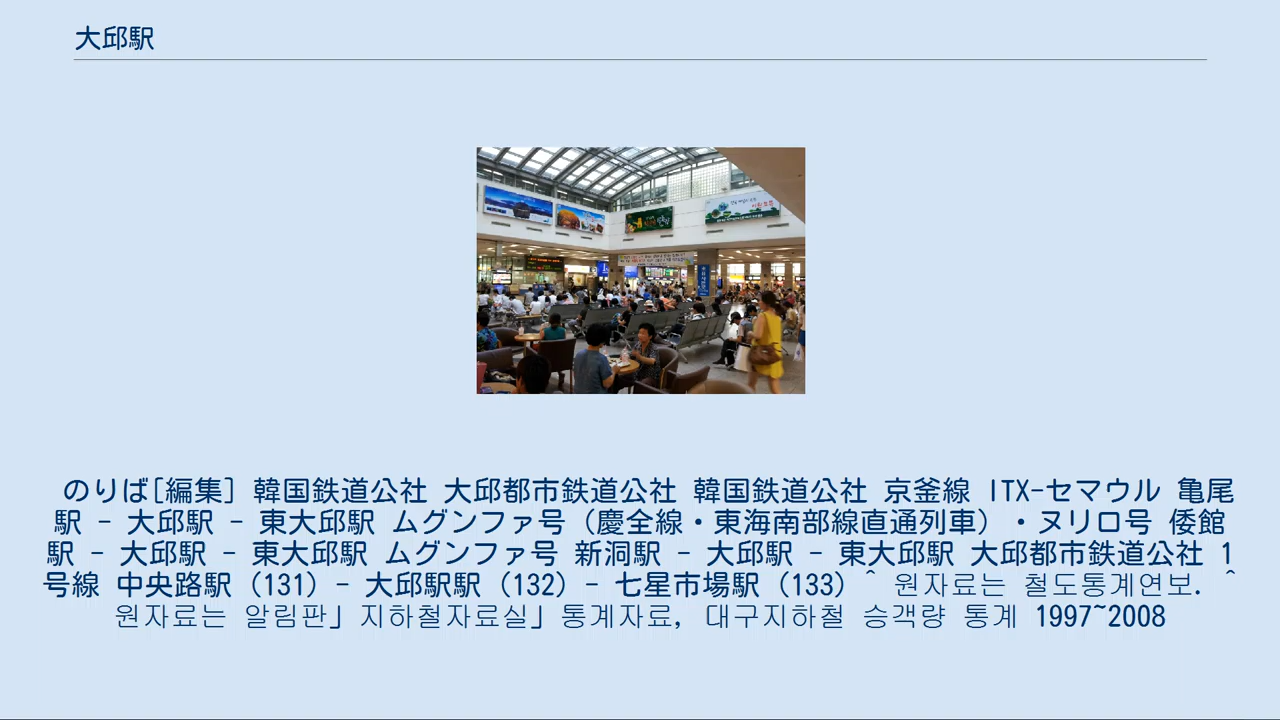 大邱駅
のりば[編集] 韓国鉄道公社 大邱都市鉄道公社 韓国鉄道公社 京釜線 ITX-セマウル 亀尾
駅 - 大邱駅 - 東大邱駅 ムグンファ号（慶全線・東海南部線直通列車）・ヌリロ号 倭館
駅 - 大邱駅 - 東大邱駅 ムグンファ号 新洞駅 - 大邱駅 - 東大邱駅 大邱都市鉄道公社 1
号線 中央路駅（131）- 大邱駅駅（132）- 七星市場駅（133） ^ 원자료는 철도통계연보. ^
원자료는 알림판」지하철자료실」통계자료, 대구지하철 승객량 통계 1997~2008